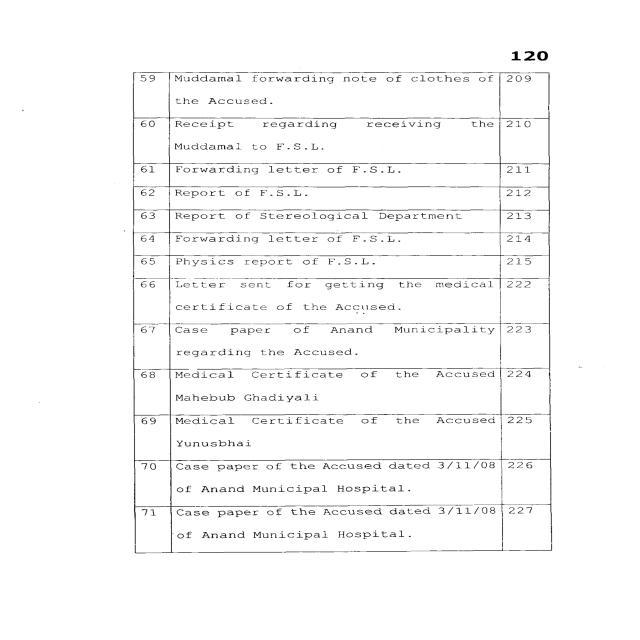 120
59 Muddamal forwarding note of clothes of 209
the Accused.
60 Receipt regarding receiving the 210
Muddamal to F.S.L.
61 Forwarding letter of F.S.L. 211
62 Report of F.S.L. 212
63 Report of Stereological Department 213
64 Forwarding letter of F.S.L. 214
65 Physics report of F.S.L. 215
66 Letter sent for getting the medical 222
certificate of the Accused.
67 Case paper of Anand Municipality 223
regarding the Accused.
68 Medical Certificate of the Accused 224
Mahebub Ghadiyali
69 Medical Certificate of the Accused 225
Yunusbhai
70 Case paper of the Accused dated 3/11/08 226
of Anand Municipal Hospital.
71 Case paper of the Accused dated 3/11/08 227
of Anand Municipal Hospital.